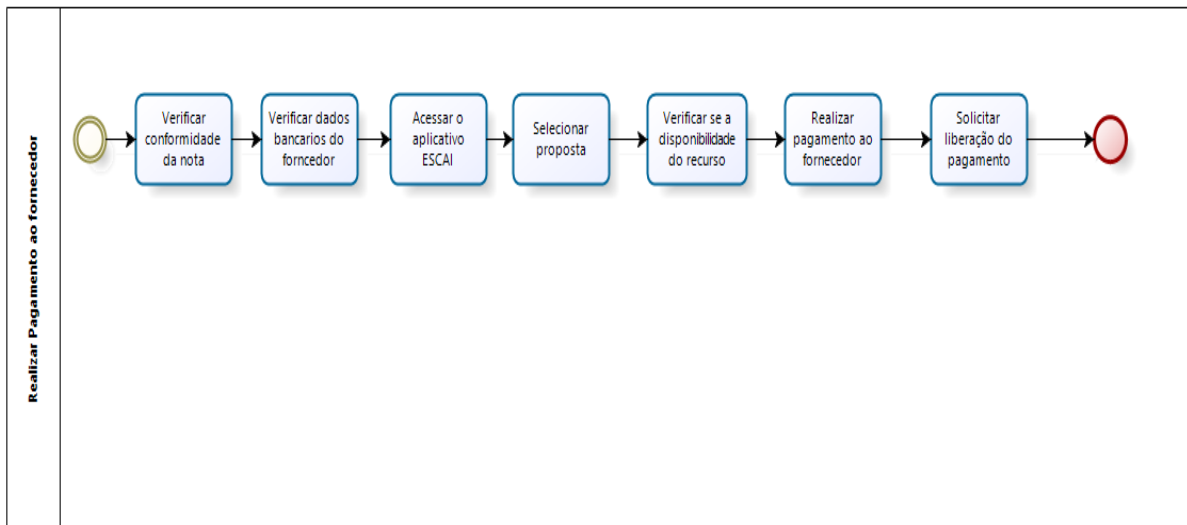 Realizar Pagamento ao fornecedor
Verificar
conformidade
da nota
Verificar dados
bancarios do
forncedor
Acessar o
aplicativo
ESCAI
Selecionar
proposta
Verificar se a
disponibilidade
do recurso
Realizar
pagamento ao
fornecedor
Solicitar
liberação do
pagamento